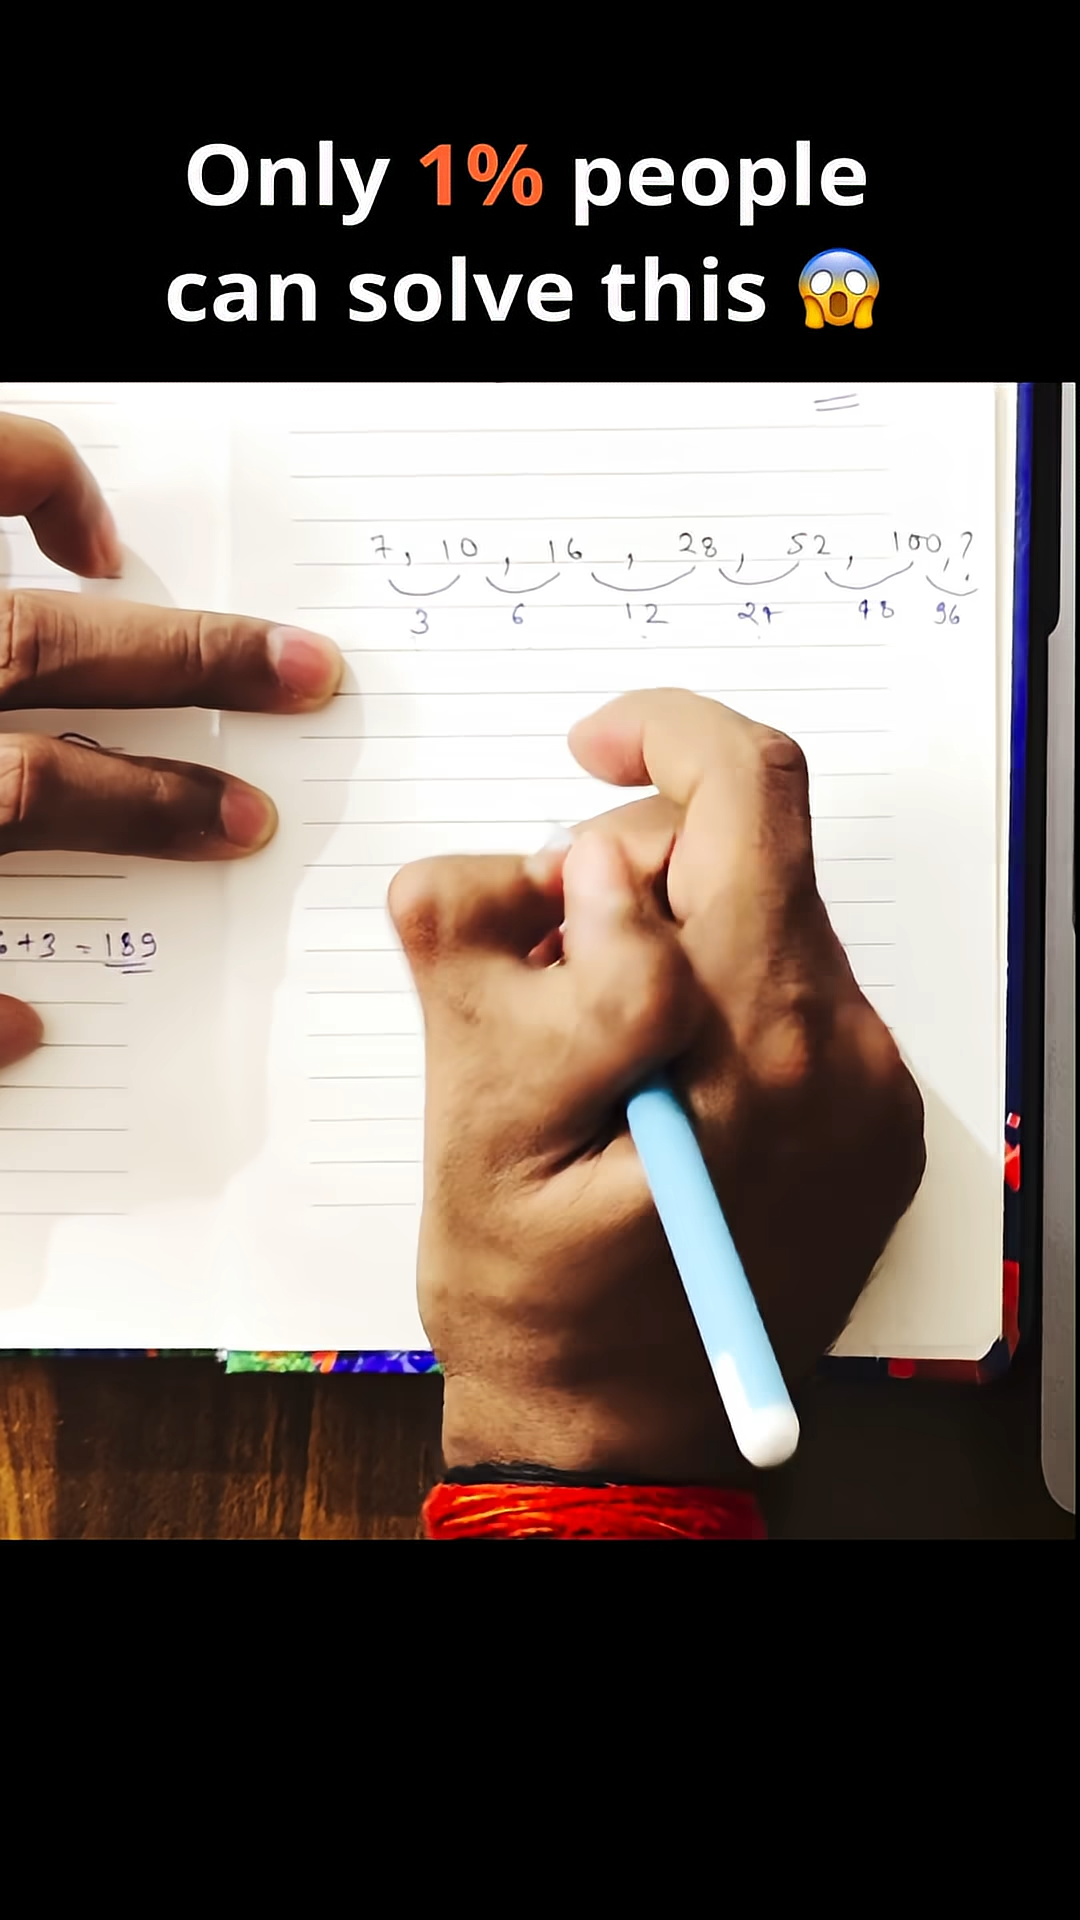 Only 1% people
can solve this 😱
7, 10, 16, 28, 52, 100, ?
3 6 12 24 48 96
6+3 = 189